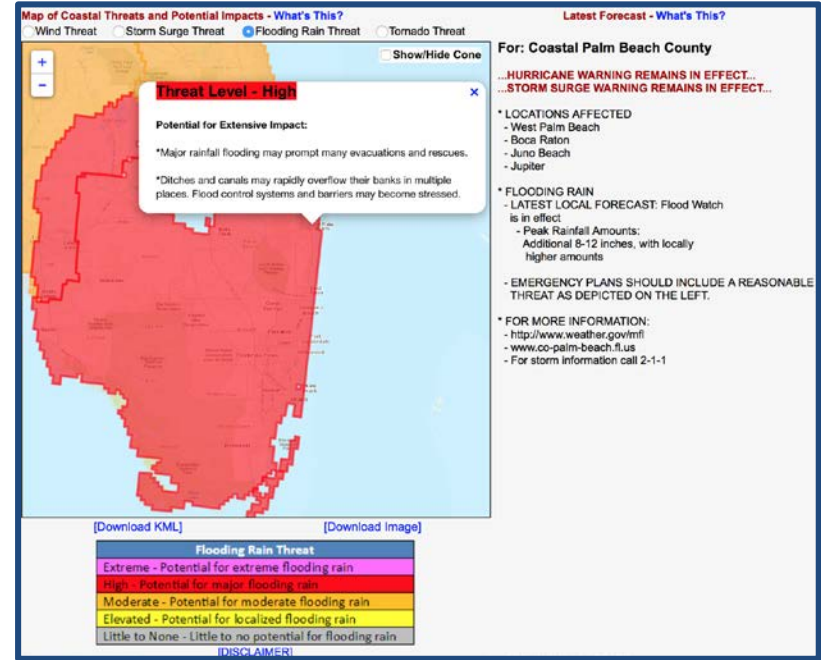 Map of Coastal Threats and Potential Impacts - What's This?
Wind Threat Storm Surge Threat Flooding Rain Threat Tornado Threat
+
−
Show/Hide Cone
Threat Level - High
×
Potential for Extensive Impact:
*Major rainfall flooding may prompt many evacuations and rescues.
*Ditches and canals may rapidly overflow their banks in multiple
places. Flood control systems and barriers may become stressed.
[Download KML] [Download Image]
Flooding Rain Threat
Extreme - Potential for extreme flooding rain
High - Potential for major flooding rain
Moderate - Potential for moderate flooding rain
Elevated - Potential for localized flooding rain
Little to None - Little to no potential for flooding rain
[DISCLAIMER]
Latest Forecast - What's This?
For: Coastal Palm Beach County
...HURRICANE WARNING REMAINS IN EFFECT...
...STORM SURGE WARNING REMAINS IN EFFECT...
* LOCATIONS AFFECTED
- West Palm Beach
- Boca Raton
- Juno Beach
- Jupiter
* FLOODING RAIN
- LATEST LOCAL FORECAST: Flood Watch
is in effect
- Peak Rainfall Amounts:
Additional 8-12 inches, with locally
higher amounts
- EMERGENCY PLANS SHOULD INCLUDE A REASONABLE
THREAT AS DEPICTED ON THE LEFT.
* FOR MORE INFORMATION:
- http://www.weather.gov/mfl
- www.co-palm-beach.fl.us
- For storm information call 2-1-1